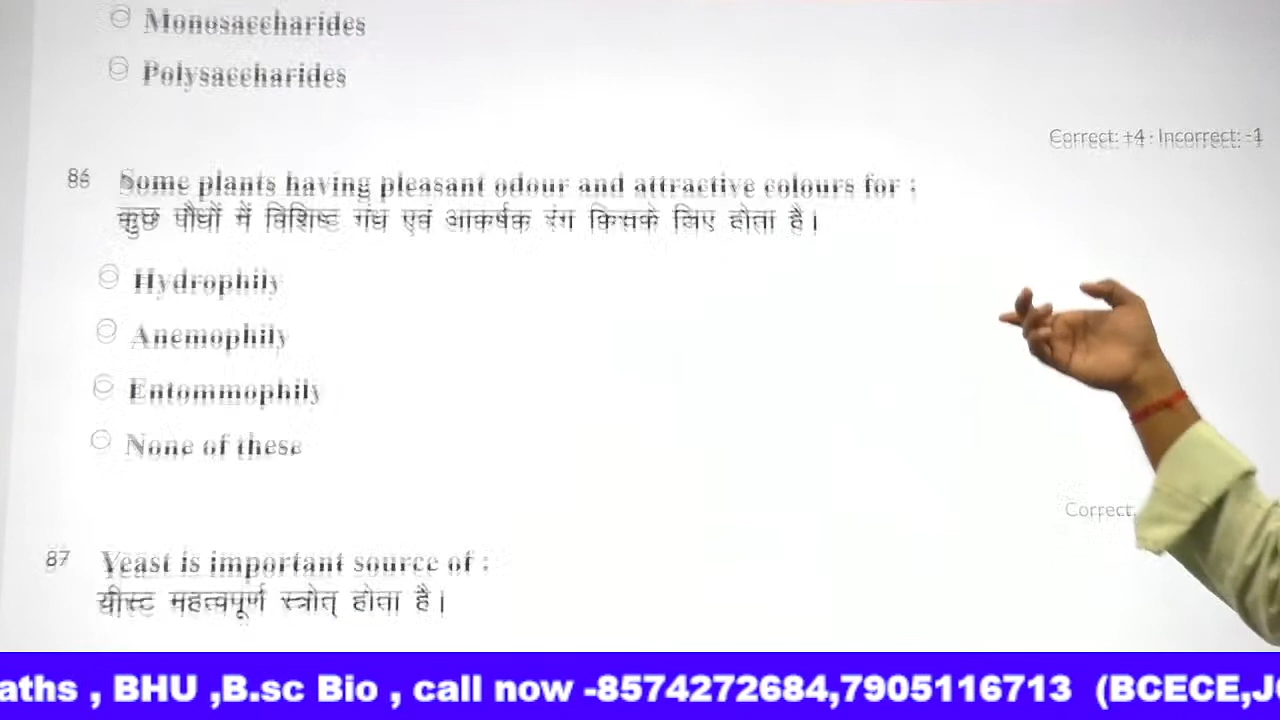 Monosaccharides
Polysaccharides
Correct: +4 · Incorrect: -1
86 Some plants having pleasant odour and attractive colours for :
कुछ पौधों में विशिष्ट गंध एवं आकर्षक रंग किसके लिए होता है।
Hydrophily
Anemophily
Entommophily
None of these
Correct:
87 Yeast is important source of :
यीस्ट महत्वपूर्ण स्त्रोत् होता है।
aths , BHU ,B.sc Bio , call now -8574272684,7905116713 (BCECE,J